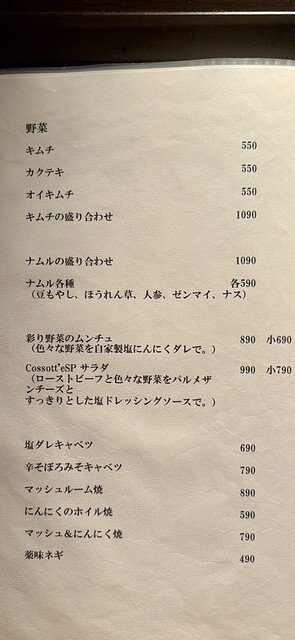 野菜
キムチ 550
カクテキ 550
オイキムチ 550
キムチの盛り合わせ 1090
ナムルの盛り合わせ 1090
ナムル各種 各590
（豆もやし、ほうれん草、人参、ゼンマイ、ナス）
彩り野菜のムンチュ 890 小690
（色々な野菜を自家製塩にんにくダレで。）
Cossott'eSP サラダ 990 小790
（ローストビーフと色々な野菜をパルメザ
ンチーズと
すっきりとした塩ドレッシングソースで。）
塩ダレキャベツ 690
辛そぼろみそキャベツ 790
マッシュルーム焼 890
にんにくのホイル焼 590
マッシュ＆にんにく焼 790
薬味ネギ 490